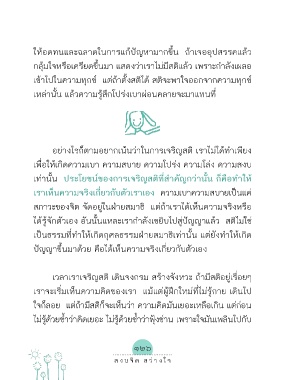 ให้อดทนและฉลาดในการแก้ปัญหามากขึ้น ถ้าเจออุปสรรคแล้ว
กลุ้มใจหรือเครียดขึ้นมา แสดงว่าเราไม่มีสติแล้ว เพราะกำลังเผลอ
เข้าไปในความทุกข์ แต่ถ้าตั้งสติได้ สติจะพาใจออกจากความทุกข์
เหล่านั้น แล้วความรู้สึกโปร่งเบาผ่อนคลายจะมาแทนที่
อย่างไรก็ตามอยากเน้นว่าในการเจริญสติ เราไม่ได้ทำเพียง
เพื่อให้เกิดความเบา ความสบาย ความโปร่ง ความโล่ง ความสงบ
เท่านั้น ประโยชน์ของการเจริญสติที่สำคัญกว่านั้น ก็คือทำให้
เราเห็นความจริงเกี่ยวกับตัวเราเอง ความเบาความสบายเป็นแค่
สภาวะของจิต จัดอยู่ในฝ่ายสมาธิ แต่ถ้าเราได้เห็นความจริงหรือ
ได้รู้จักตัวเอง อันนั้นแหละเรากำลังขยับไปสู่ปัญญาแล้ว สติไม่ใช่
เป็นธรรมที่ทำให้เกิดกุศลธรรมฝ่ายสมาธิเท่านั้น แต่ยังทำให้เกิด
ปัญญาขึ้นมาด้วย คือได้เห็นความจริงเกี่ยวกับตัวเอง
เวลาเราเจริญสติ เดินจงกรม สร้างจังหวะ ถ้ามีสติอยู่เรื่อยๆ
เราจะเริ่มเห็นความคิดของเรา แม้แต่ผู้ฝึกใหม่ที่ไม่รู้กาย เดินไป
ใจก็ลอย แต่ถ้ามีสติก็จะเห็นว่า ความคิดมันเยอะเหลือเกิน แต่ก่อน
ไม่รู้ด้วยซ้ำว่าคิดเยอะ ไม่รู้ด้วยซ้ำว่าฟุ้งซ่าน เพราะใจมันเพลินไปกับ
๑๒๖
สงบจิต สว่างใจ